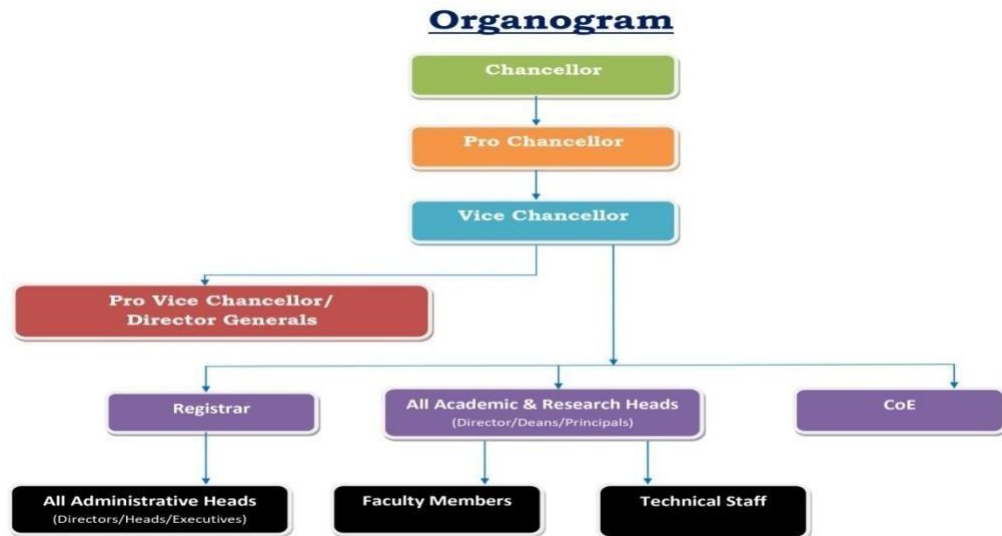 Organogram
Chancellor
Pro Chancellor
Vice Chancellor
Pro Vice Chancellor/
Director Generals
Registrar
All Academic & Research Heads
(Director/Deans/Principals)
CoE
All Administrative Heads
(Directors/Heads/Executives)
Faculty Members
Technical Staff